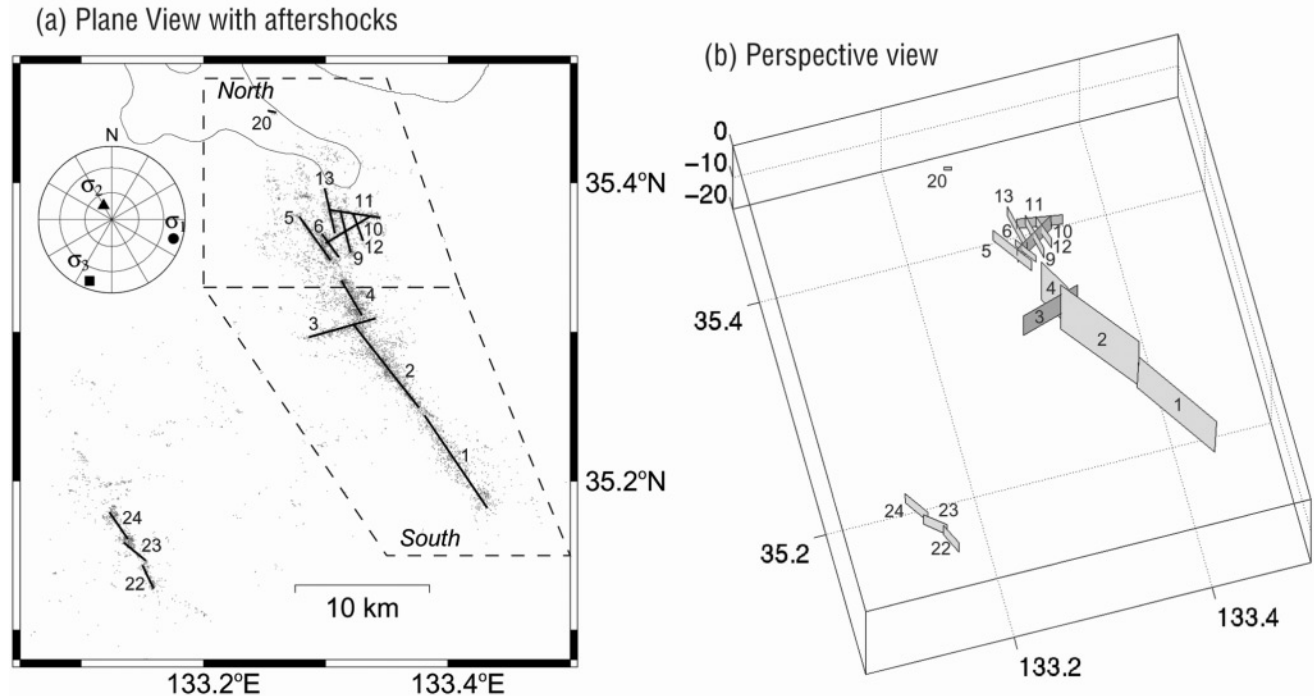 (a) Plane View with aftershocks
North
20
N
σ2
σ1
σ3
13
11
5
6
10
12
9
4
3
2
1
24
23
22
South
10 km
35.4°N
35.2°N
133.2°E
133.4°E
(b) Perspective view
0
−10
−20
20
13
11
6
10
12
5
9
4
3
2
1
24
23
22
35.4
35.2
133.4
133.2